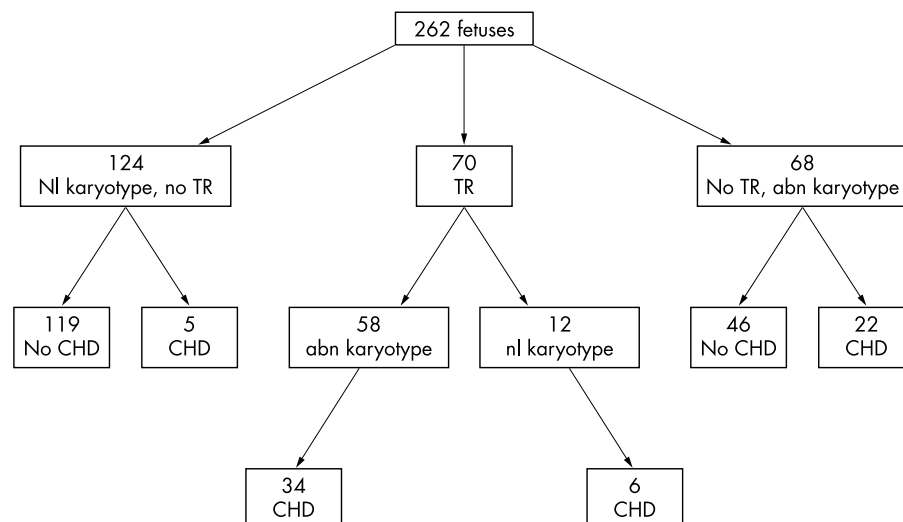 262 fetuses
124
Nl karyotype, no TR
70
TR
68
No TR, abn karyotype
119
No CHD
5
CHD
58
abn karyotype
12
nl karyotype
46
No CHD
22
CHD
34
CHD
6
CHD